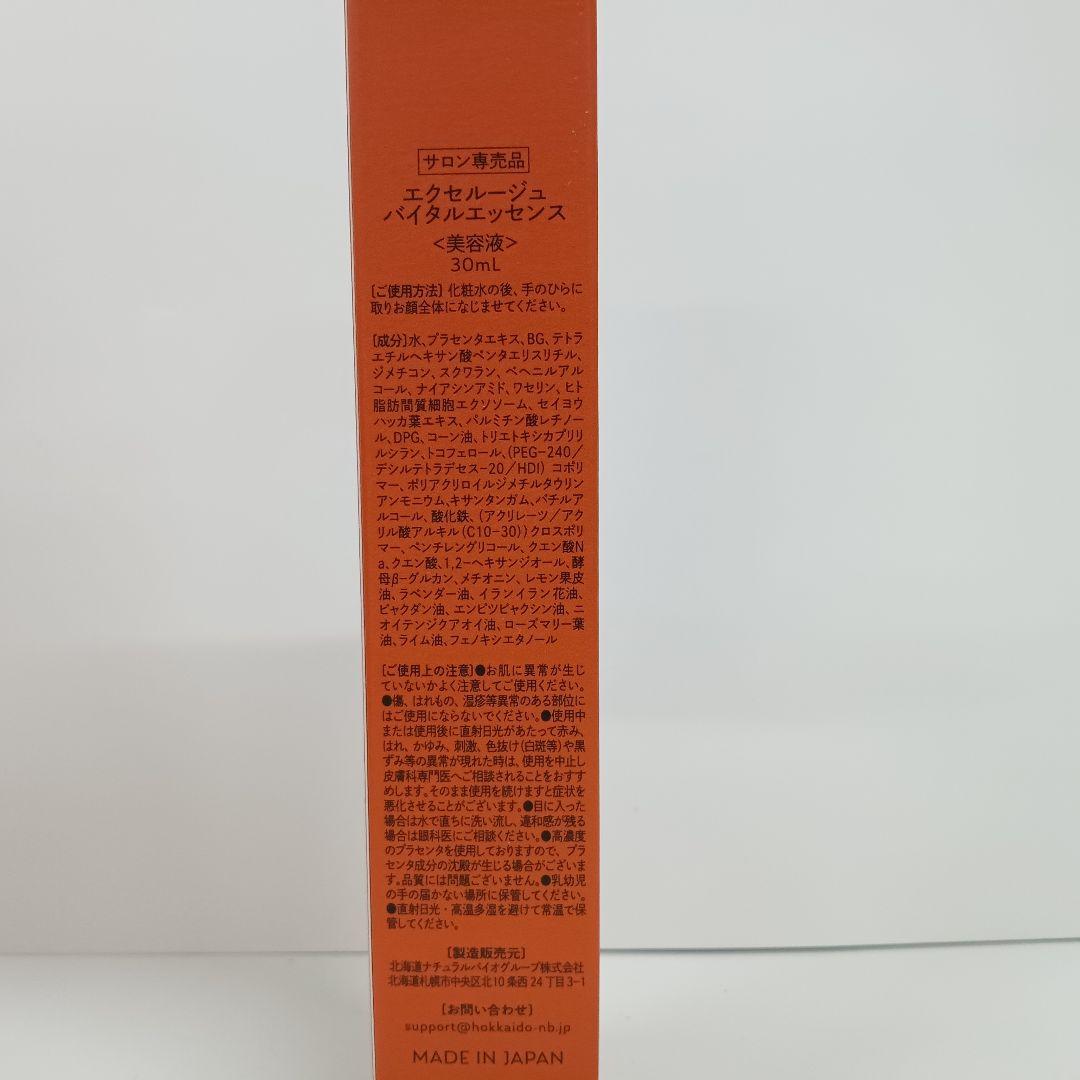 サロン専売品
エクセルージュ
バイタルエッセンス
<美容液>
30mL
〔ご使用方法〕化粧水の後、手のひらに
取りお顔全体になじませてください。
〔成分〕水、プラセンタエキス、BG、テトラ
エチルヘキサン酸ペンタエリスリチル、
ジメチコン、スクワラン、ベヘニルアル
コール、ナイアシンアミド、ワセリン、ヒト
脂肪間質細胞エクソソーム、セイヨウ
ハッカ葉エキス、パルミチン酸レチノー
ル、DPG、コーン油、トリエトキシカプリリ
ルシラン、トコフェロール、(PEG-240/
デシルテトラデセス-20/HDI) コポリ
マー、ポリアクリロイルジメチルタウリン
アンモニウム、キサンタンガム、バチルア
ルコール、酸化鉄、(アクリレーツ/アク
リル酸アルキル(C10-30))クロスポリ
マー、ペンチレングリコール、クエン酸N
a、クエン酸、1,2-ヘキサンジオール、酵
母β-グルカン、メチオニン、レモン果皮
油、ラベンダー油、イランイラン花油、
ビャクダン油、エンピツビャクシン油、ニ
オイテンジクアオイ油、ローズマリー葉
油、ライム油、フェノキシエタノール
〔ご使用上の注意〕●お肌に異常が生じ
ていないかよく注意してご使用ください。
●傷、はれもの、湿疹等異常のある部位に
はご使用にならないでください。●使用中
または使用後に直射日光があたって赤み、
はれ、かゆみ、刺激、色抜け(白斑等)や黒
ずみ等の異常が現れた時は、使用を中止し
皮膚科専門医へご相談されることをおすす
めします。そのまま使用を続けますと症状を
悪化させることがございます。●目に入った
場合は水で直ちに洗い流し、違和感が残る
場合は眼科医にご相談ください。●高濃度
のプラセンタを使用しておりますので、プラ
センタ成分の沈殿が生じる場合がございま
す。品質には問題ございません。●乳幼児
の手の届かない場所に保管してください。
●直射日光・高温多湿を避けて常温で保
管してください。
〔製造販売元〕
北海道ナチュラルバイオグループ株式会社
北海道札幌市中央区北10条西24丁目3-1
〔お問い合わせ〕
support@hokkaido-nb.jp
MADE IN JAPAN